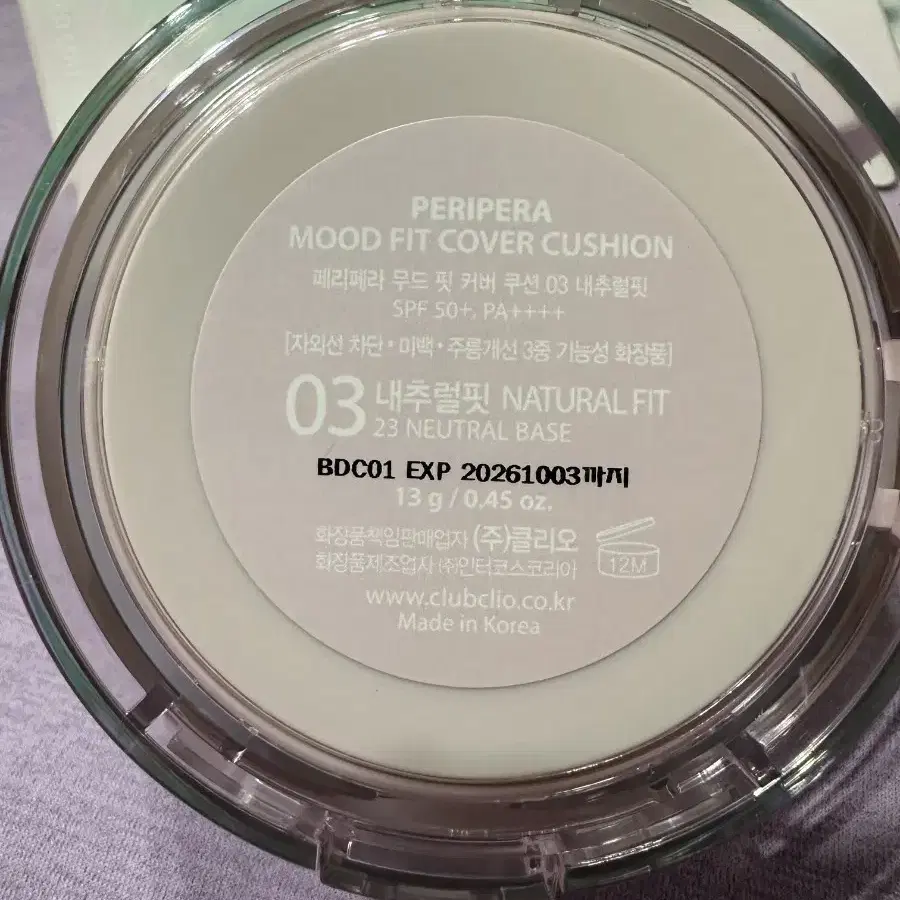 PERIPERA
MOOD FIT COVER CUSHION
페리페라 무드 핏 커버 쿠션 03 내추럴핏
SPF 50+, PA++++
[자외선 차단 • 미백 • 주름개선 3중 기능성 화장품]
03 내추럴핏 NATURAL FIT
23 NEUTRAL BASE
BDC01 EXP 20261003까지
13 g / 0.45 oz.
화장품책임판매업자 (주)클리오
화장품제조업자 (주)인터코스코리아
12M
www.clubclio.co.kr
Made in Korea